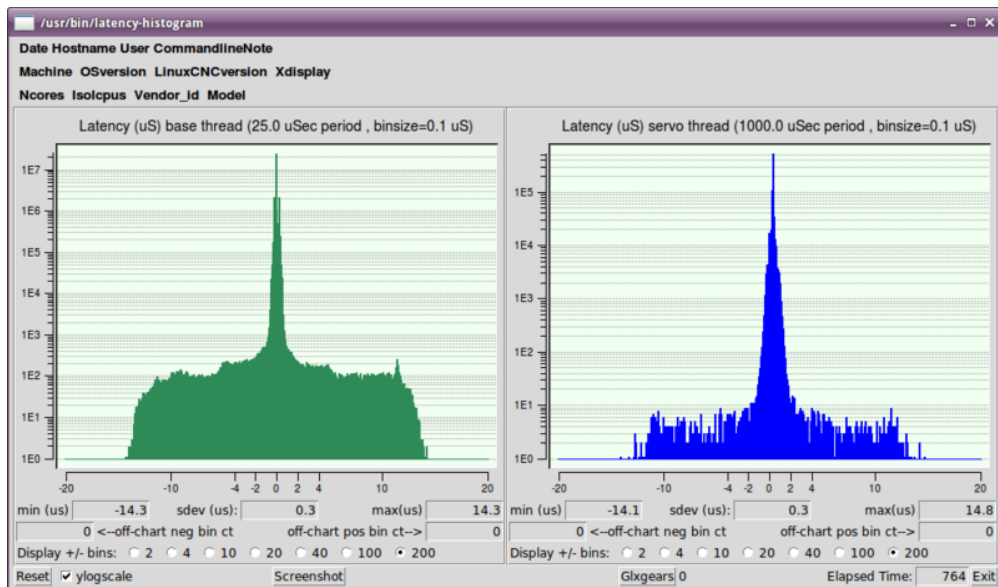 /usr/bin/latency-histogram
Date Hostname User CommandlineNote
Machine OSversion LinuxCNCversion Xdisplay
Ncores Isolcpus Vendor_id Model
Latency (uS) base thread (25.0 uSec period , binsize=0.1 uS)
1E7
1E6
1E5
1E4
1E3
1E2
1E1
1E0
-20 -10 -4 -2 0 2 4 10 20
min (us) -14.3 sdev (us): 0.3 max(us) 14.3
0 <--off-chart neg bin ct off-chart pos bin ct--> 0
Display +/- bins: 2 4 10 20 40 100 200
Latency (uS) servo thread (1000.0 uSec period , binsize=0.1 uS)
1E5
1E4
1E3
1E2
1E1
1E0
-20 -10 -4 -2 0 2 4 10 20
min (us) -14.1 sdev (us): 0.3 max(us) 14.8
0 <--off-chart neg bin ct off-chart pos bin ct--> 0
Display +/- bins: 2 4 10 20 40 100 200
Reset ylogscale Screenshot Glxgears 0 Elapsed Time: 764 Exit